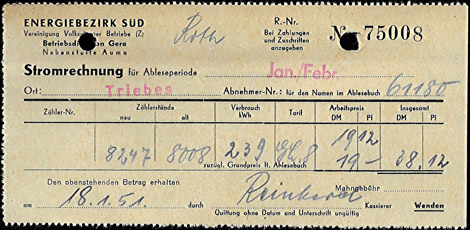 ENERGIEBEZIRK SÜD
Vereinigung Volkseigener Betriebe (Z)
Betriebsdirektion Gera
Nebenstelle Auma
Roth
R.-Nr.
Bei Zahlungen
und Zuschriften
anzugeben
No 75008
Stromrechnung für Ableseperiode Jan./Febr.
Ort: Triebes Abnehmer-Nr.: für den Namen im Ablesebuch 61180
Zähler-Nr. Zählerstände Verbrauch Tarif Arbeitspreis Insgesamt
neu alt kWh DM Pf DM Pf
8247 8008 239 8 19 12
zuzügl. Grundpreis lt. Ablesebuch 19 - 38.12
Den obenstehenden Betrag erhalten Mahngebühr
am 18.1.51. durch Kassierer Wenden
Quittung ohne Datum und Unterschrift ungültig